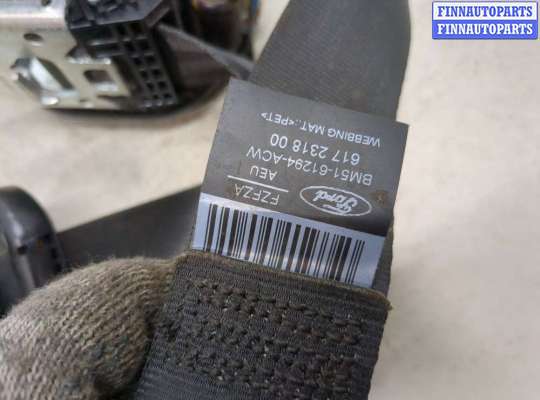 FINNAUTOPARTS
FINNAUTOPARTS
WEBBING MAT.:<PET>
617 2318 00
BM51-61294-ACW
AEU
FZFZA
Ford